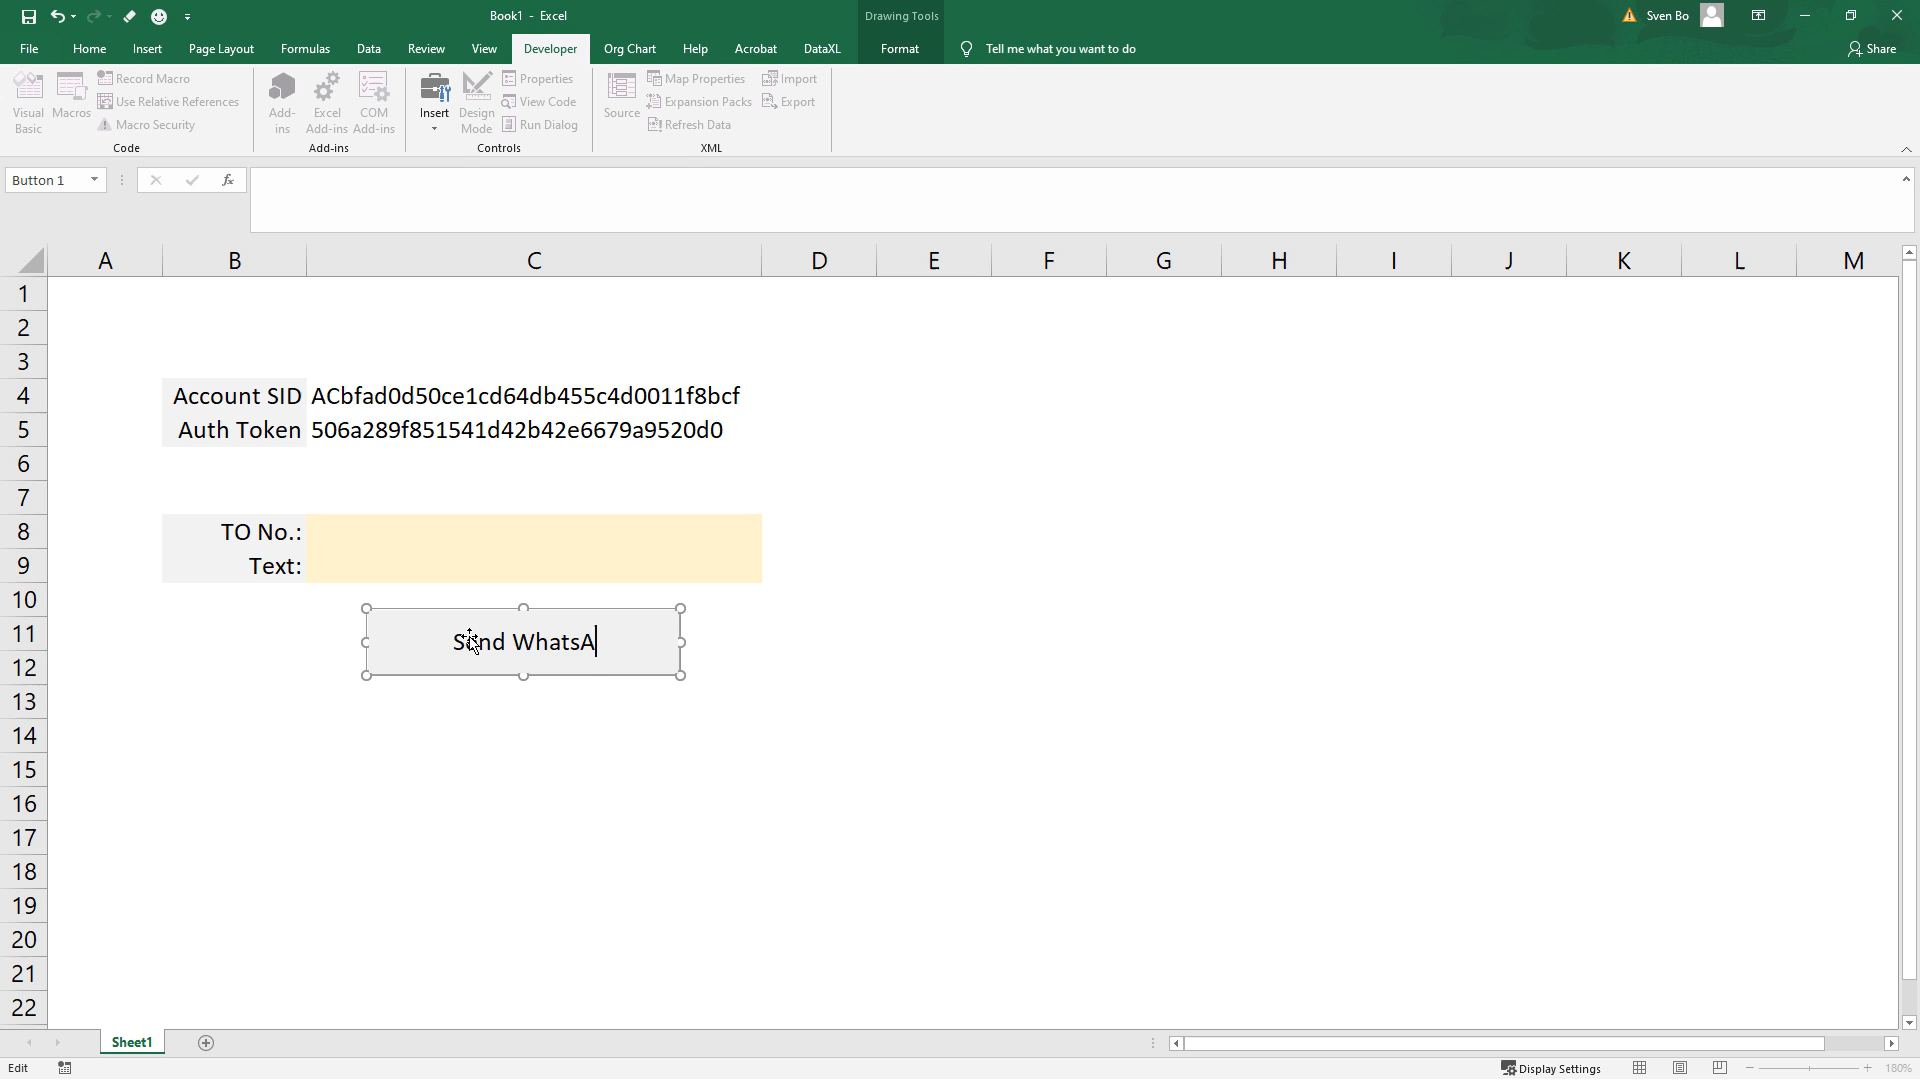 Book1 - Excel
Drawing Tools
Sven Bo
File Home Insert Page Layout Formulas Data Review View Developer Org Chart Help Acrobat DataXL Format Tell me what you want to do Share
Visual Basic
Macros
Record Macro
Use Relative References
Macro Security
Code
Add-ins
Excel Add-ins
COM Add-ins
Add-ins
Insert
Design Mode
Properties
View Code
Run Dialog
Controls
Source
Map Properties
Expansion Packs
Refresh Data
Import
Export
XML
Button 1
fx
A B C D E F G H I J K L M
1
2
3
4 Account SID ACbfad0d50ce1cd64db455c4d0011f8bcf
5 Auth Token 506a289f851541d42b42e6679a9520d0
6
7
8 TO No.:
9 Text:
10
11 Send WhatsA
12
13
14
15
16
17
18
19
20
21
22
Sheet1
Edit
Display Settings
180%